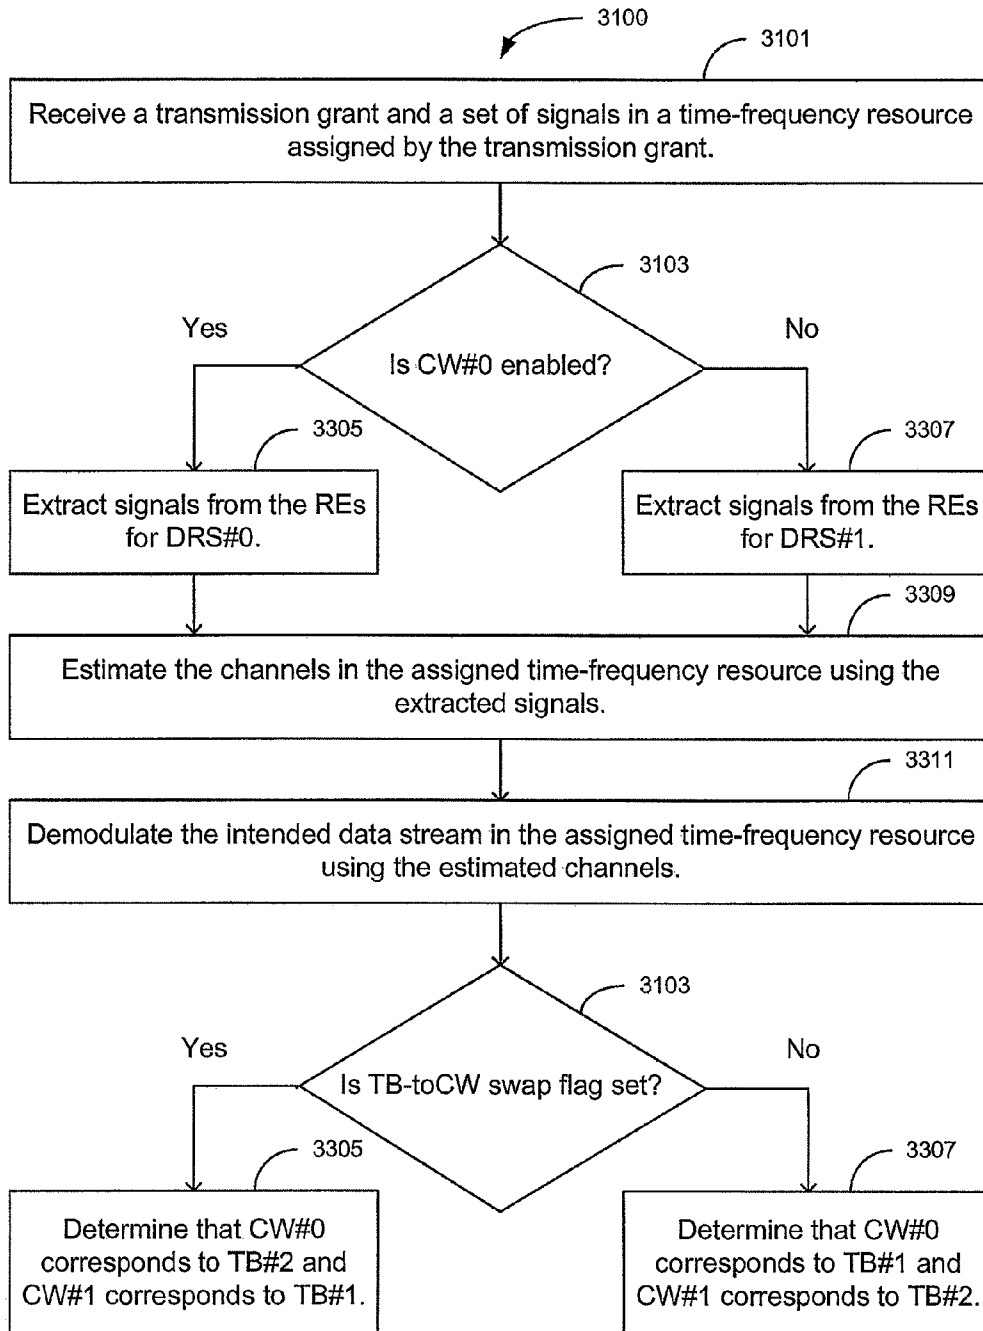 3100
3101
Receive a transmission grant and a set of signals in a time-frequency resource
assigned by the transmission grant.
3103
Yes
No
Is CW#0 enabled?
3305
3307
Extract signals from the REs
for DRS#0.
Extract signals from the REs
for DRS#1.
3309
Estimate the channels in the assigned time-frequency resource using the
extracted signals.
3311
Demodulate the intended data stream in the assigned time-frequency resource
using the estimated channels.
3103
Yes
No
Is TB-toCW swap flag set?
3305
3307
Determine that CW#0
corresponds to TB#2 and
CW#1 corresponds to TB#1.
Determine that CW#0
corresponds to TB#1 and
CW#1 corresponds to TB#2.